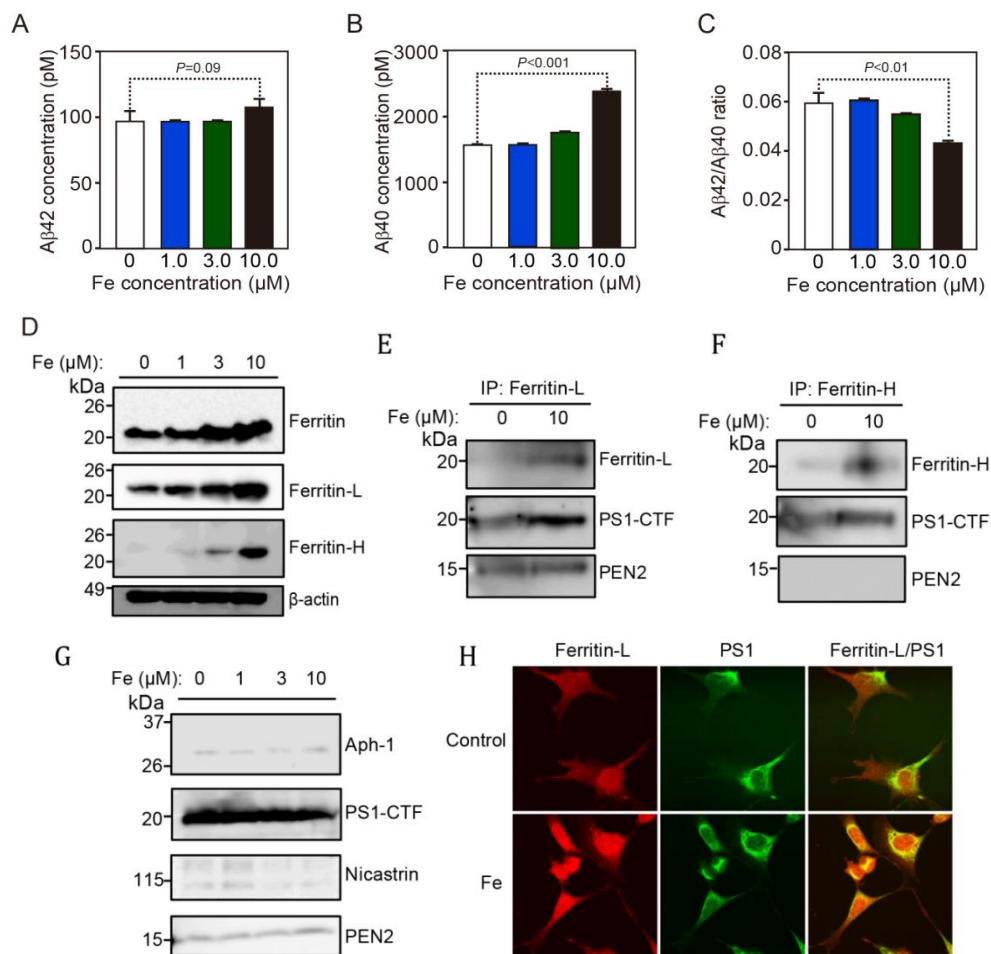 A
Aβ42 concentration (pM)
150
100
50
0
P=0.09
0 1.0 3.0 10.0
Fe concentration (µM)
B
Aβ40 concentration (pM)
3000
2000
1000
0
P<0.001
0 1.0 3.0 10.0
Fe concentration (µM)
C
Aβ42/Aβ40 ratio
0.08
0.06
0.04
0.02
0
P<0.01
0 1.0 3.0 10.0
Fe concentration (µM)
D
Fe (µM): 0 1 3 10
kDa
26
20
Ferritin
26
20
Ferritin-L
26
20
Ferritin-H
49
β-actin
E
IP: Ferritin-L
Fe (µM): 0 10
kDa
20
Ferritin-L
20
PS1-CTF
15
PEN2
F
IP: Ferritin-H
Fe (µM): 0 10
kDa
20
Ferritin-H
20
PS1-CTF
15
PEN2
G
Fe (µM): 0 1 3 10
kDa
37
26
Aph-1
20
PS1-CTF
115
Nicastrin
15
PEN2
H
Ferritin-L PS1 Ferritin-L/PS1
Control
Fe